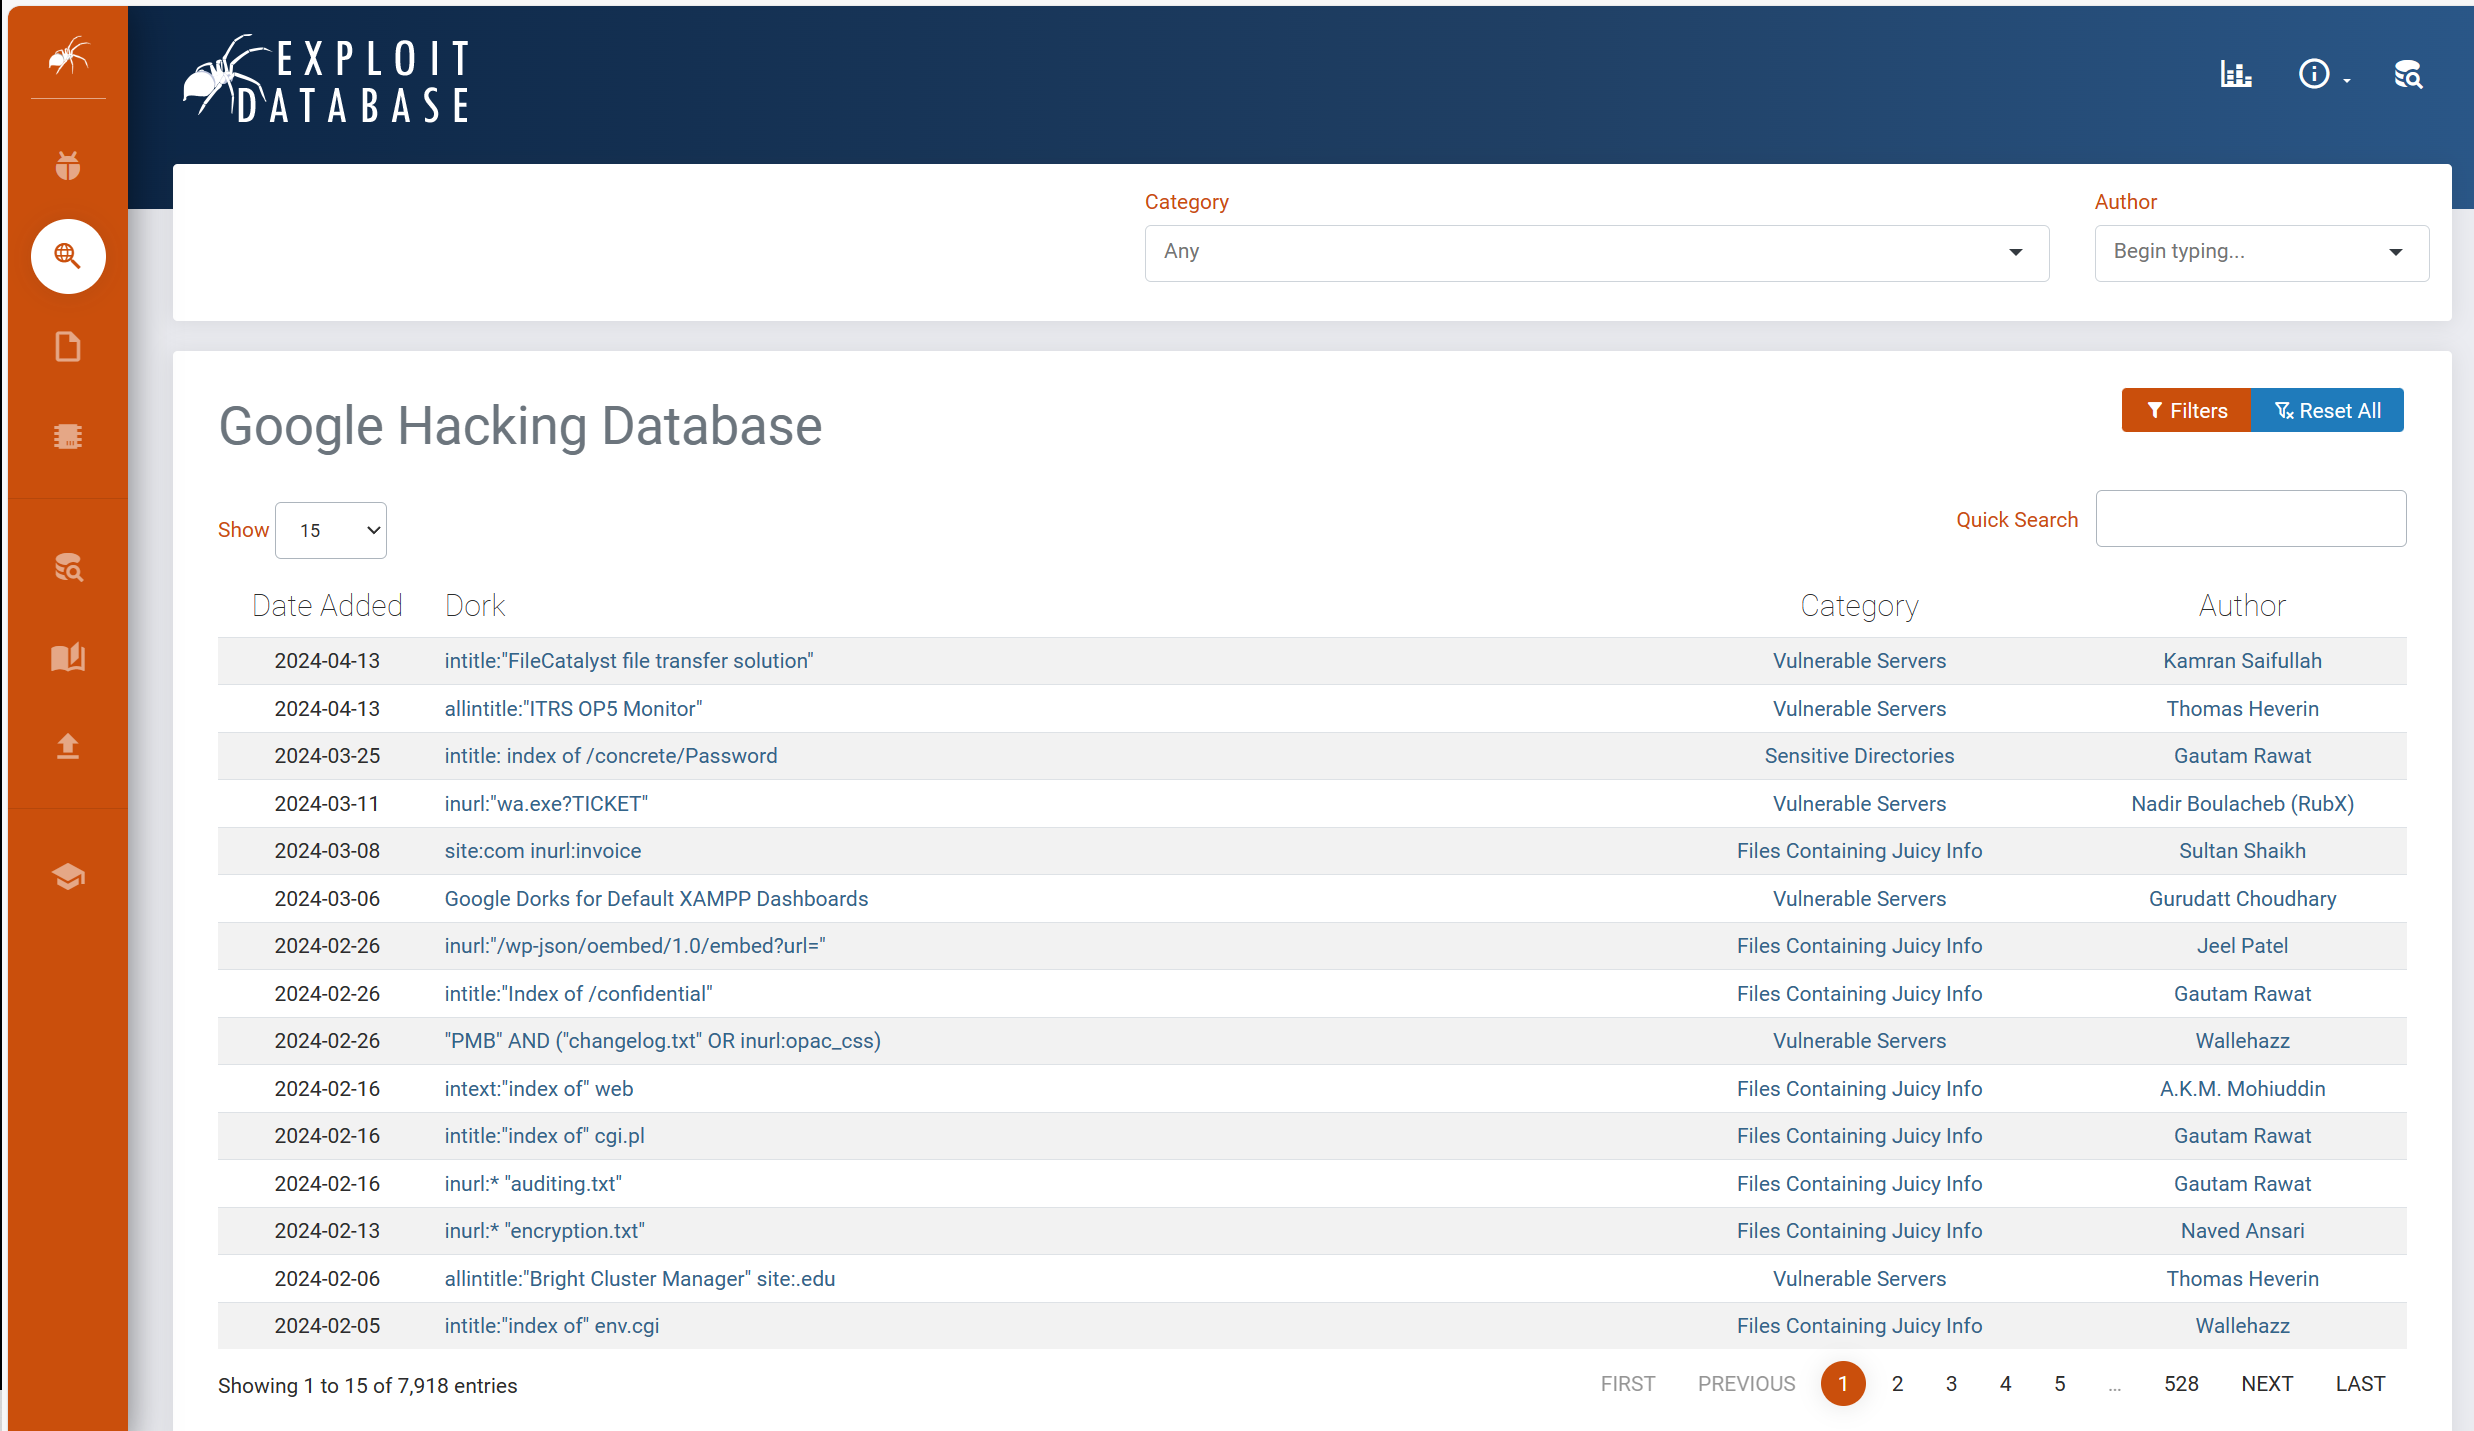 EXPLOIT
DATABASE
Category
Author
Any
Begin typing...
Google Hacking Database
Filters
Reset All
Show 15
Quick Search
Date Added Dork Category Author
2024-04-13 intitle:"FileCatalyst file transfer solution" Vulnerable Servers Kamran Saifullah
2024-04-13 allintitle:"ITRS OP5 Monitor" Vulnerable Servers Thomas Heverin
2024-03-25 intitle: index of /concrete/Password Sensitive Directories Gautam Rawat
2024-03-11 inurl:"wa.exe?TICKET" Vulnerable Servers Nadir Boulacheb (RubX)
2024-03-08 site:com inurl:invoice Files Containing Juicy Info Sultan Shaikh
2024-03-06 Google Dorks for Default XAMPP Dashboards Vulnerable Servers Gurudatt Choudhary
2024-02-26 inurl:"/wp-json/oembed/1.0/embed?url=" Files Containing Juicy Info Jeel Patel
2024-02-26 intitle:"Index of /confidential" Files Containing Juicy Info Gautam Rawat
2024-02-26 "PMB" AND ("changelog.txt" OR inurl:opac_css) Vulnerable Servers Wallehazz
2024-02-16 intext:"index of" web Files Containing Juicy Info A.K.M. Mohiuddin
2024-02-16 intitle:"index of" cgi.pl Files Containing Juicy Info Gautam Rawat
2024-02-16 inurl:* "auditing.txt" Files Containing Juicy Info Gautam Rawat
2024-02-13 inurl:* "encryption.txt" Files Containing Juicy Info Naved Ansari
2024-02-06 allintitle:"Bright Cluster Manager" site:.edu Vulnerable Servers Thomas Heverin
2024-02-05 intitle:"index of" env.cgi Files Containing Juicy Info Wallehazz
Showing 1 to 15 of 7,918 entries
FIRST PREVIOUS 1 2 3 4 5 … 528 NEXT LAST